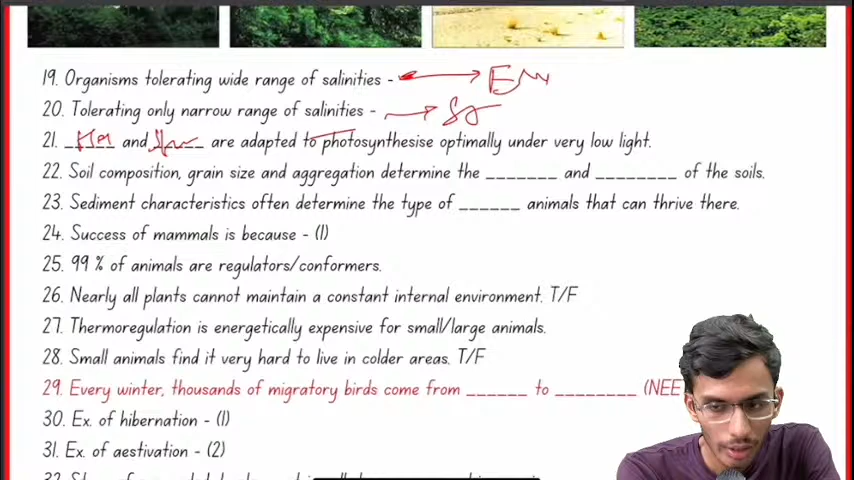 19. Organisms tolerating wide range of salinities -
20. Tolerating only narrow range of salinities -
21. ______ and ______ are adapted to photosynthesise optimally under very low light.
22. Soil composition, grain size and aggregation determine the _______ and ________ of the soils.
23. Sediment characteristics often determine the type of ______ animals that can thrive there.
24. Success of mammals is because - (1)
25. 99 % of animals are regulators/conformers.
26. Nearly all plants cannot maintain a constant internal environment. T/F
27. Thermoregulation is energetically expensive for small/large animals.
28. Small animals find it very hard to live in colder areas. T/F
29. Every winter, thousands of migratory birds come from ______ to ________ (NEE
30. Ex. of hibernation - (1)
31. Ex. of aestivation - (2)